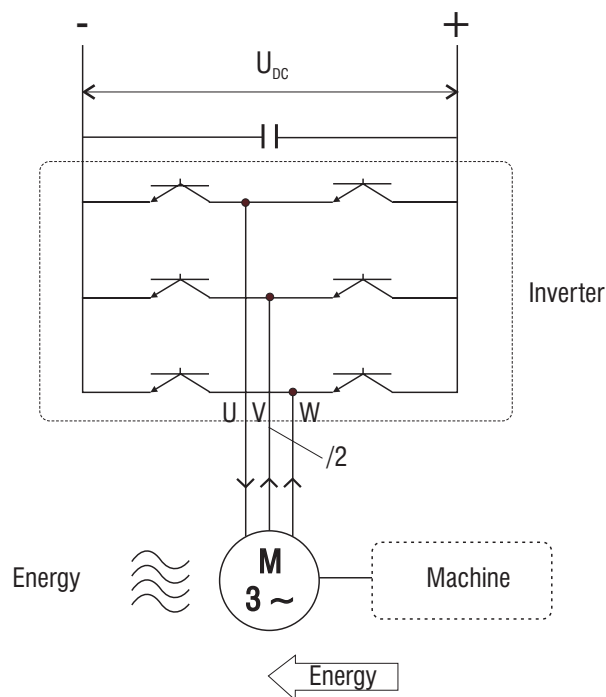 - +
U_DC
Inverter
U V W
/2
M
3 ~
Energy
Machine
Energy